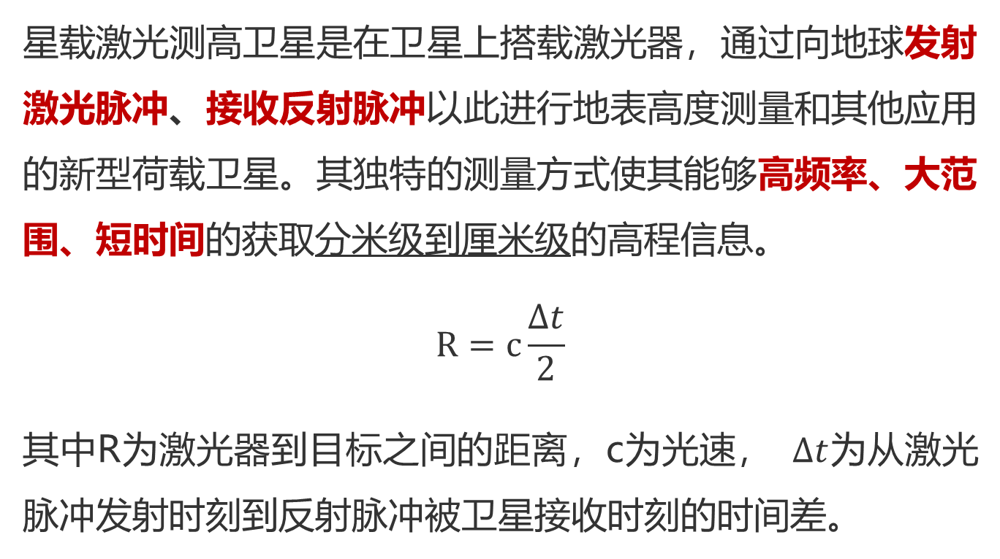 星载激光测高卫星是在卫星上搭载激光器，通过向地球发射
激光脉冲、接收反射脉冲以此进行地表高度测量和其他应用
的新型荷载卫星。其独特的测量方式使其能够高频率、大范
围、短时间的获取分米级到厘米级的高程信息。
R = c Δt/2
其中R为激光器到目标之间的距离，c为光速， Δt为从激光
脉冲发射时刻到反射脉冲被卫星接收时刻的时间差。